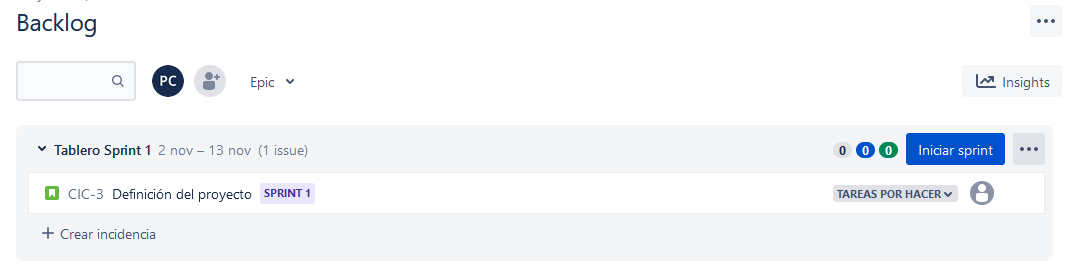 Backlog
PC
Epic
Insights
Tablero Sprint 1 2 nov – 13 nov (1 issue)
0 0 0 Iniciar sprint
CIC-3 Definición del proyecto SPRINT 1 TAREAS POR HACER
Crear incidencia